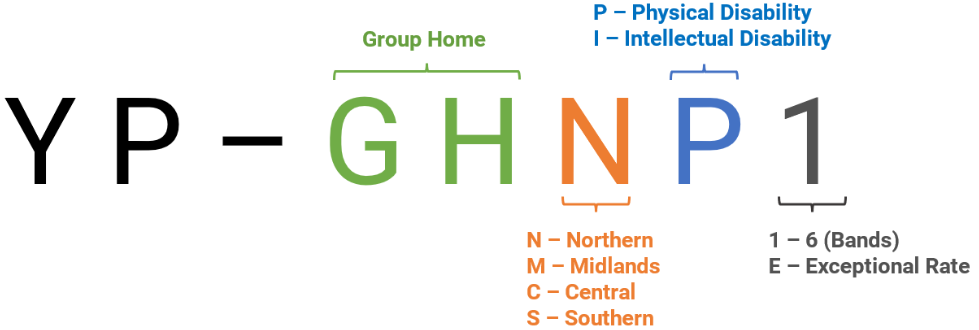 P – Physical Disability
I – Intellectual Disability
Group Home
YP–GHNP1
N – Northern
M – Midlands
C – Central
S – Southern
1 – 6 (Bands)
E – Exceptional Rate